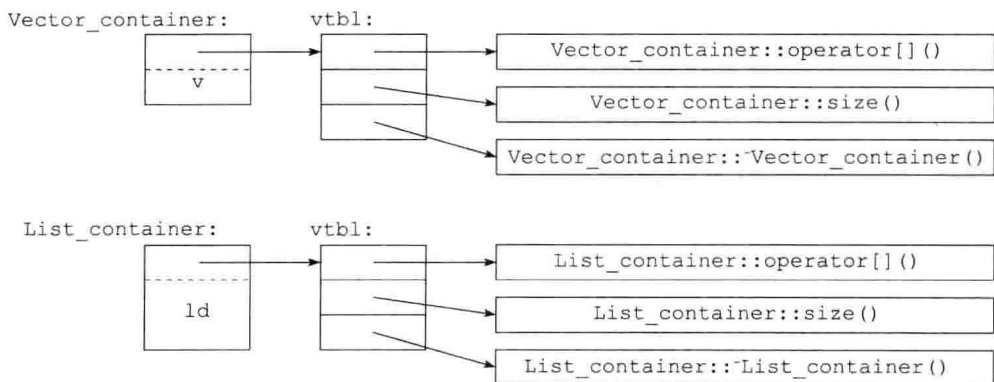 Vector_container: vtbl:
Vector_container::operator[]()
v
Vector_container::size()
Vector_container::~Vector_container()
List_container: vtbl:
List_container::operator[]()
ld
List_container::size()
List_container::~List_container()